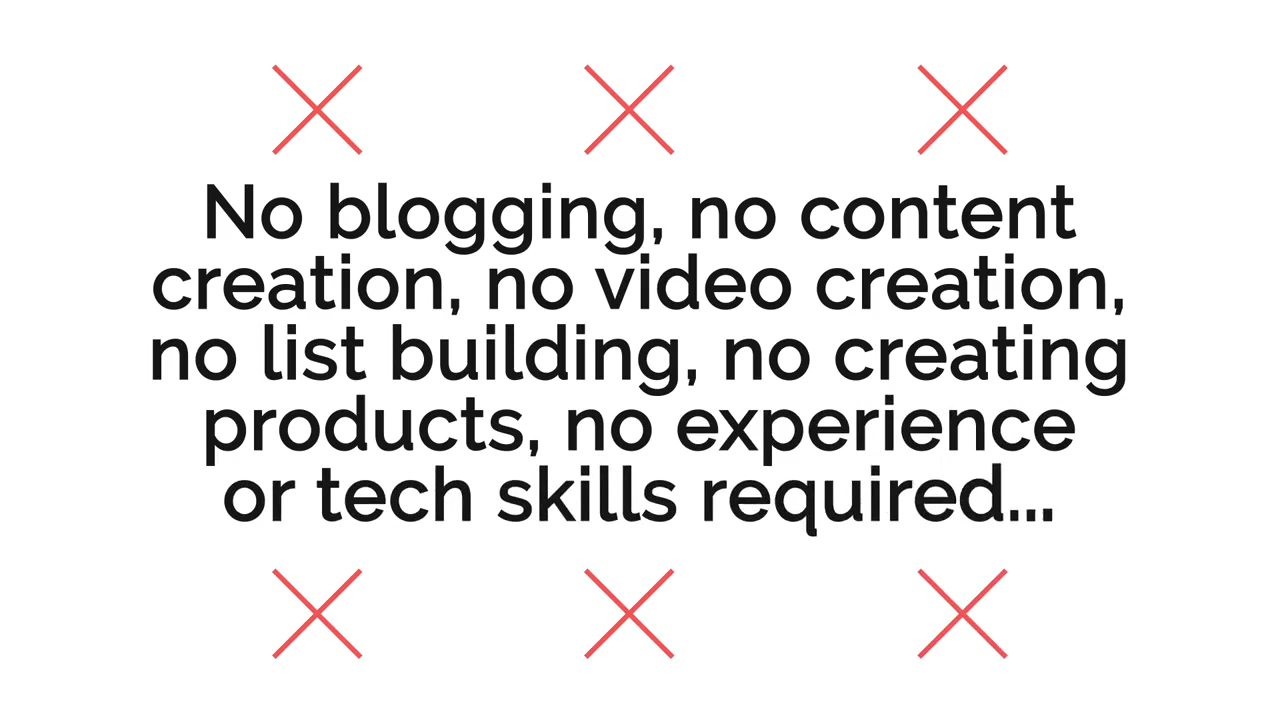 No blogging, no content
creation, no video creation,
no list building, no creating
products, no experience
or tech skills required...